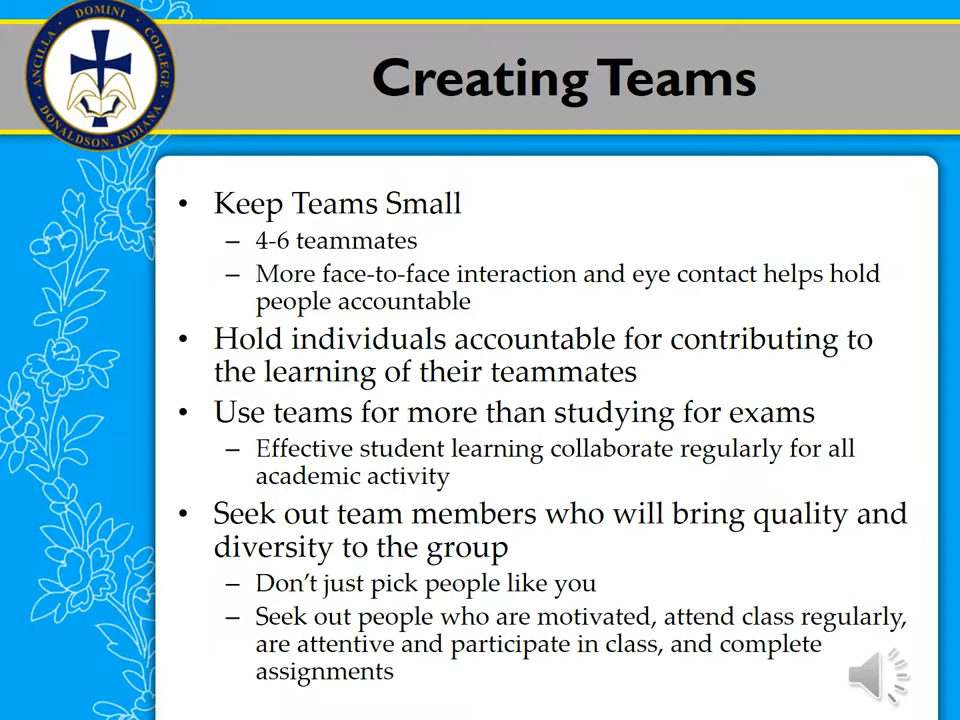 ANCILLA · DOMINI · COLLEGE
DONALDSON, INDIANA
Creating Teams
• Keep Teams Small
– 4-6 teammates
– More face-to-face interaction and eye contact helps hold
people accountable
• Hold individuals accountable for contributing to
the learning of their teammates
• Use teams for more than studying for exams
– Effective student learning collaborate regularly for all
academic activity
• Seek out team members who will bring quality and
diversity to the group
– Don’t just pick people like you
– Seek out people who are motivated, attend class regularly,
are attentive and participate in class, and complete
assignments